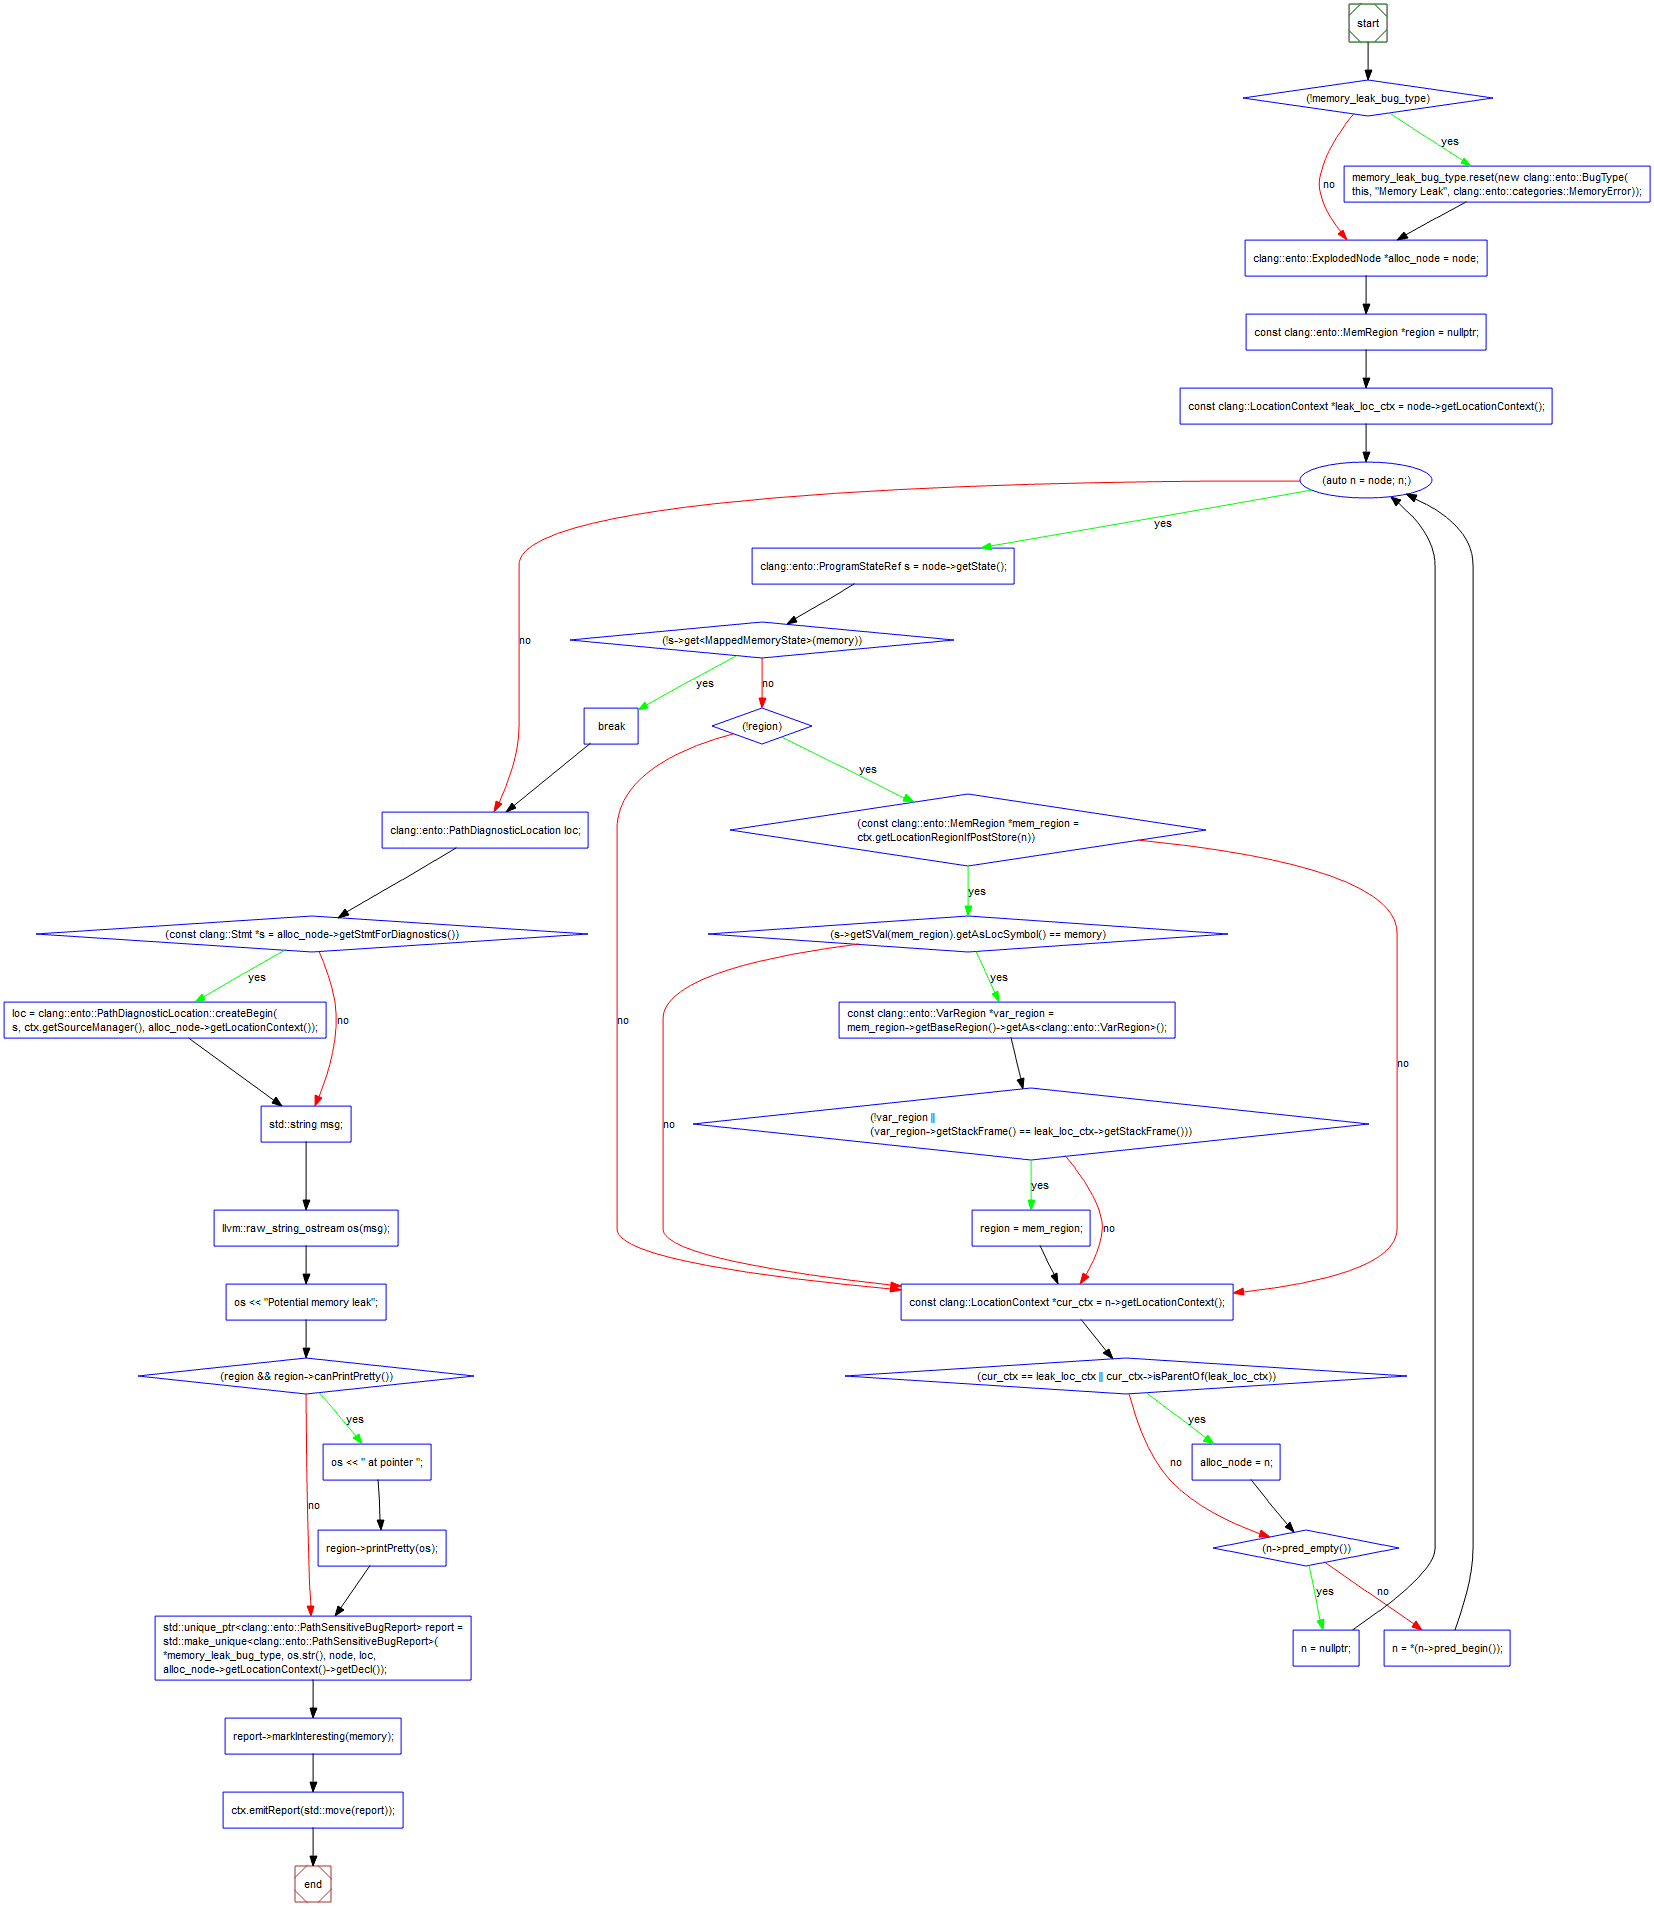 start
(!memory_leak_bug_type)
yes
no
memory_leak_bug_type.reset(new clang::ento::BugType(
this, "Memory Leak", clang::ento::categories::MemoryError));
clang::ento::ExplodedNode *alloc_node = node;
const clang::ento::MemRegion *region = nullptr;
const clang::LocationContext *leak_loc_ctx = node->getLocationContext();
(auto n = node; n;)
yes
clang::ento::ProgramStateRef s = node->getState();
no
(!s->get<MappedMemoryState>(memory))
yes
no
break
(!region)
yes
clang::ento::PathDiagnosticLocation loc;
(const clang::ento::MemRegion *mem_region =
ctx.getLocationRegionIfPostStore(n))
yes
(const clang::Stmt *s = alloc_node->getStmtForDiagnostics())
(s->getSVal(mem_region).getAsLocSymbol() == memory)
yes
yes
loc = clang::ento::PathDiagnosticLocation::createBegin(
s, ctx.getSourceManager(), alloc_node->getLocationContext());
no
no
const clang::ento::VarRegion *var_region =
mem_region->getBaseRegion()->getAs<clang::ento::VarRegion>();
no
std::string msg;
no
(!var_region ||
(var_region->getStackFrame() == leak_loc_ctx->getStackFrame()))
yes
llvm::raw_string_ostream os(msg);
region = mem_region;
no
os << "Potential memory leak";
const clang::LocationContext *cur_ctx = n->getLocationContext();
(region && region->canPrintPretty())
(cur_ctx == leak_loc_ctx || cur_ctx->isParentOf(leak_loc_ctx))
yes
yes
os << " at pointer ";
no
alloc_node = n;
no
region->printPretty(os);
(n->pred_empty())
yes
no
std::unique_ptr<clang::ento::PathSensitiveBugReport> report =
std::make_unique<clang::ento::PathSensitiveBugReport>(
*memory_leak_bug_type, os.str(), node, loc,
alloc_node->getLocationContext()->getDecl());
n = nullptr;
n = *(n->pred_begin());
report->markInteresting(memory);
ctx.emitReport(std::move(report));
end